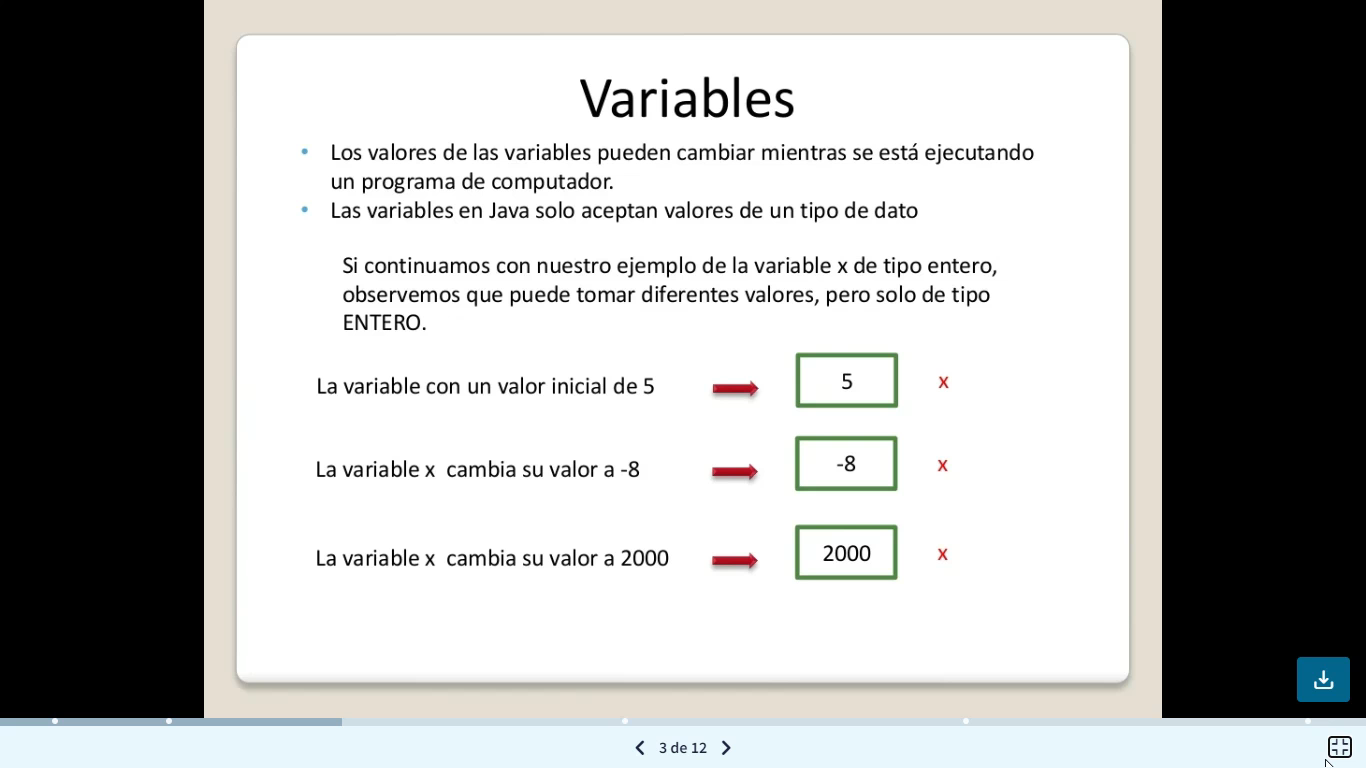 Variables
• Los valores de las variables pueden cambiar mientras se está ejecutando
un programa de computador.
• Las variables en Java solo aceptan valores de un tipo de dato
Si continuamos con nuestro ejemplo de la variable x de tipo entero,
observemos que puede tomar diferentes valores, pero solo de tipo
ENTERO.
La variable con un valor inicial de 5 5 x
La variable x cambia su valor a -8 -8 x
La variable x cambia su valor a 2000 2000 x
3 de 12